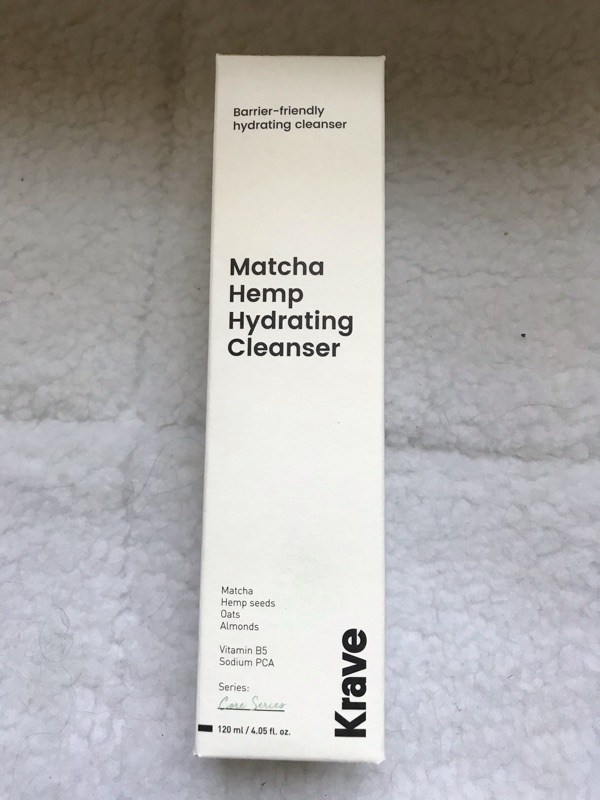 Barrier-friendly
hydrating cleanser
Matcha
Hemp
Hydrating
Cleanser
Matcha
Hemp seeds
Oats
Almonds
Vitamin B5
Sodium PCA
Series:
Care Series
120 ml / 4.05 fl. oz.
Krave